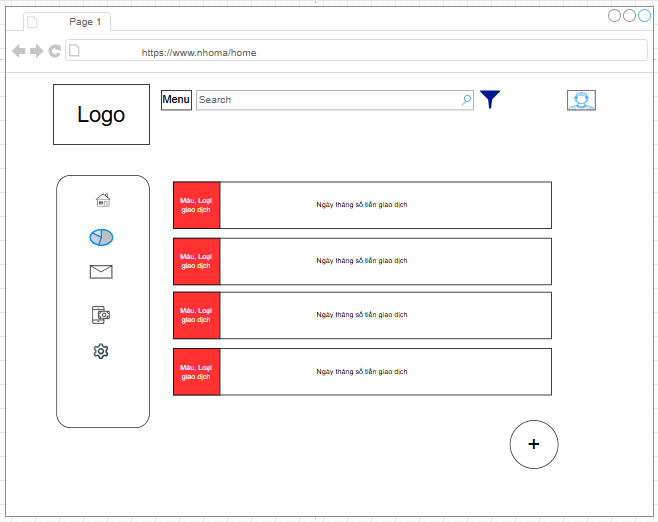 Page 1
https://www.nhoma/home
Logo
Menu
Search
Màu, Loại
giao dịch
Ngày tháng số tiền giao dịch
Màu, Loại
giao dịch
Ngày tháng số tiền giao dịch
Màu, Loại
giao dịch
Ngày tháng số tiền giao dịch
Màu, Loại
giao dịch
Ngày tháng số tiền giao dịch
+